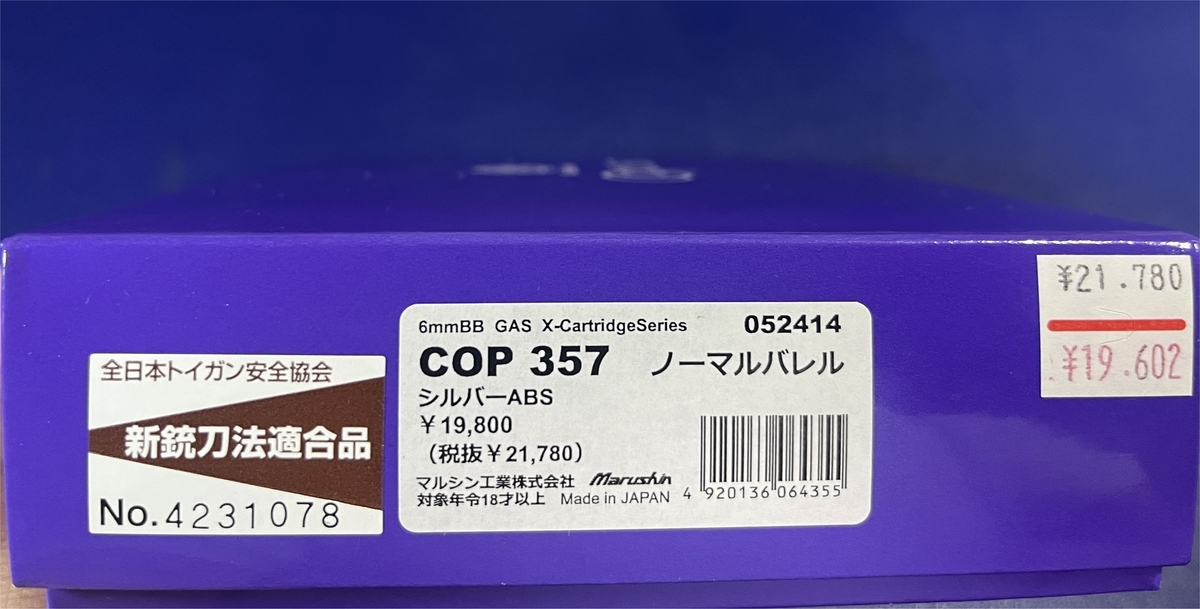 全日本トイガン安全協会
新銃刀法適合品
No.4231078
6mmBB GAS X-CartridgeSeries 052414
COP 357 ノーマルバレル
シルバーABS
￥19,800
（税抜￥21,780）
マルシン工業株式会社 Marushin
対象年令18才以上 Made in JAPAN
4 920136 064355
¥21.780
¥19.602